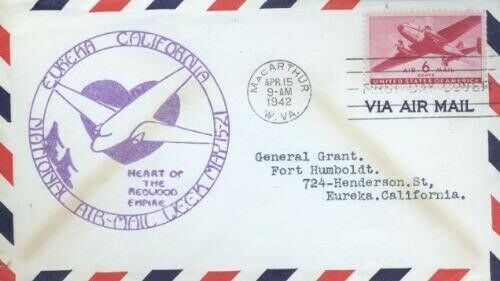 EUREKA CALIFORNIA
NATIONAL AIR-MAIL WEEK MAY 15-21
HEART OF
THE
REDWOOD
EMPIRE
MacARTHUR
APR 15
9-AM
1942
W. VA.
6
CENTS
AIR MAIL
UNITED STATES OF AMERICA
VIA AIR MAIL
General Grant.
Fort Humboldt.
724-Henderson.St,
Eureka.California.